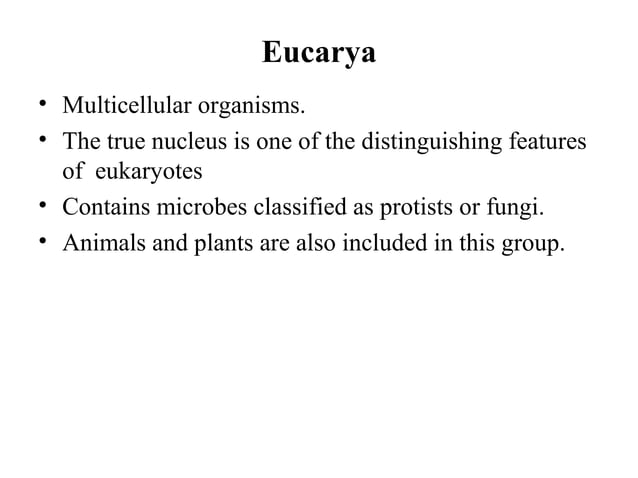 Eucarya
• Multicellular organisms.
• The true nucleus is one of the distinguishing features
of  eukaryotes
• Contains microbes classified as protists or fungi.
• Animals and plants are also included in this group.